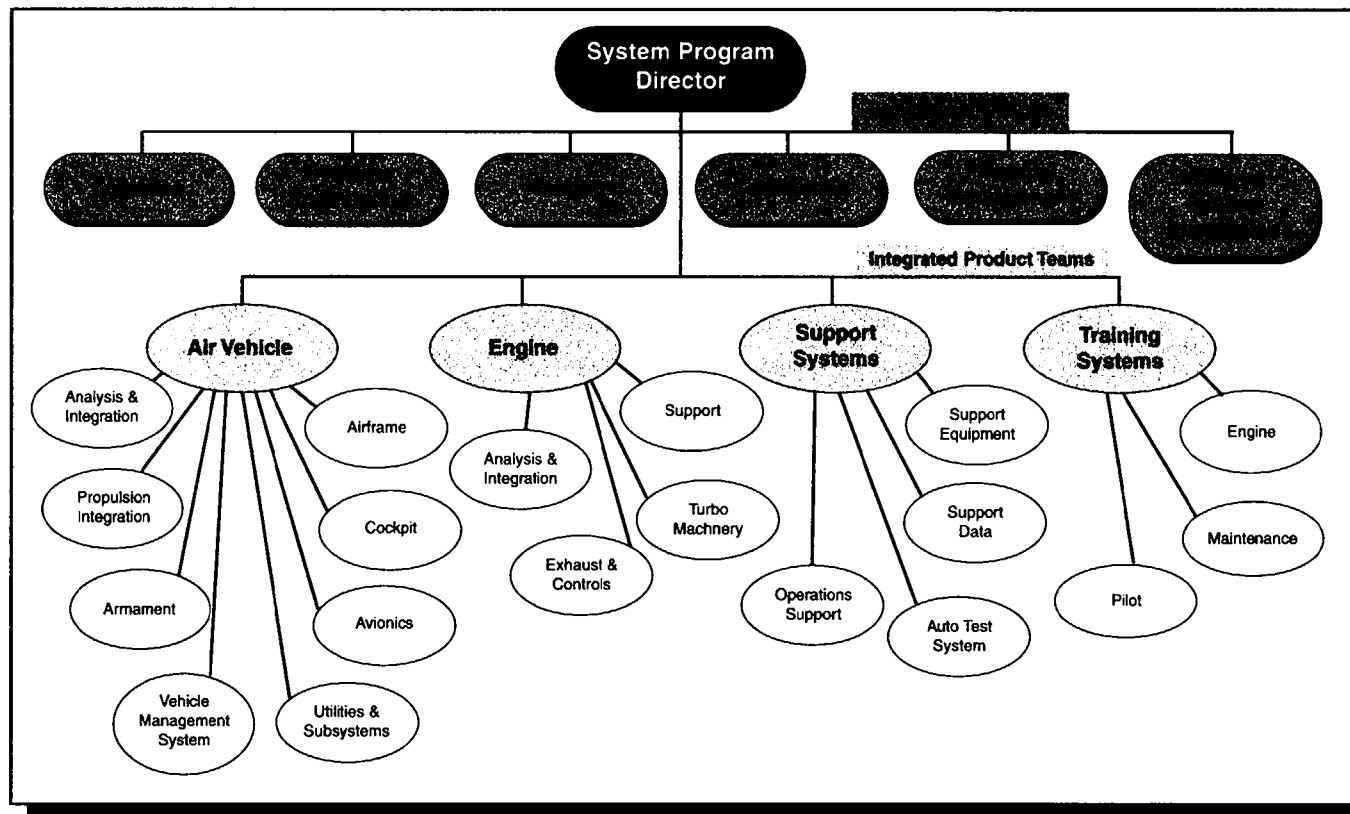 System Program
Director
Integrated Product Teams
Air Vehicle
Engine
Support
Systems
Training
Systems
Analysis &
Integration
Airframe
Propulsion
Integration
Cockpit
Armament
Avionics
Vehicle
Management
System
Utilities &
Subsystems
Support
Analysis &
Integration
Turbo
Machnery
Exhaust &
Controls
Support
Equipment
Support
Data
Operations
Support
Auto Test
System
Engine
Maintenance
Pilot